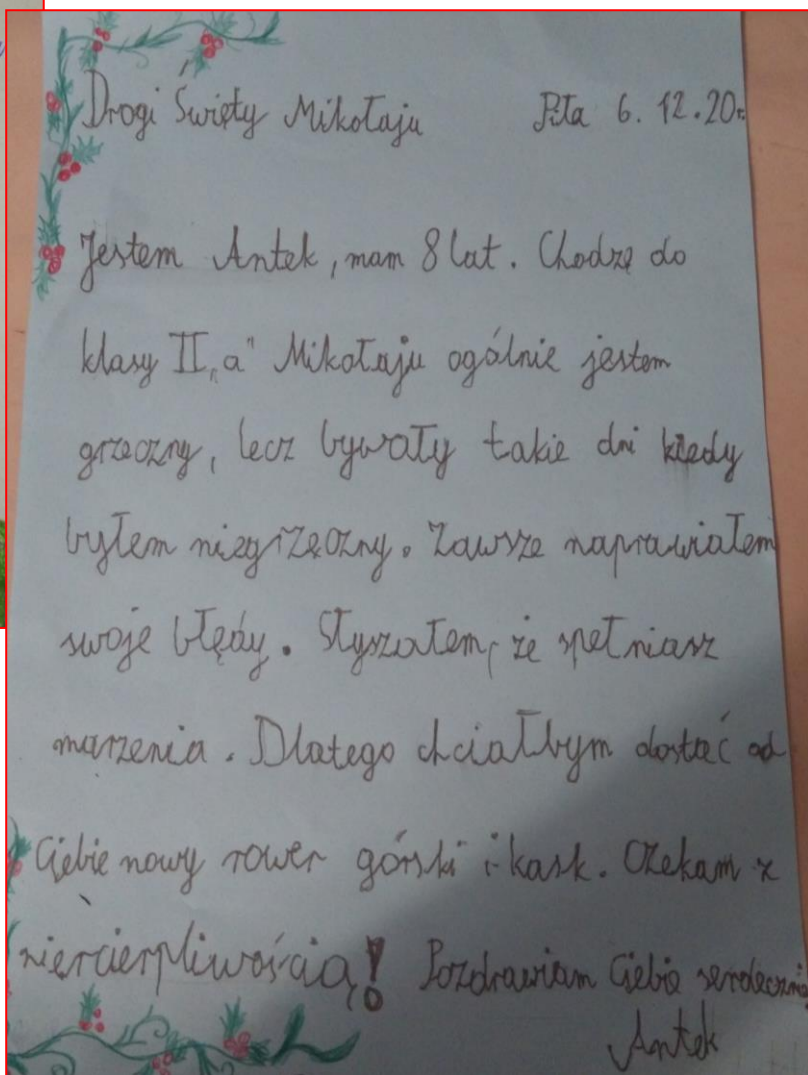 Drogi Święty Mikołaju Piła 6. 12.20r.
Jestem Antek, mam 8 lat. Chodzę do
klasy II „a" Mikołaju ogólnie jestem
grzeczny, lecz bywały takie dni kiedy
byłem niegrzeczny. Zawsze naprawiałem
swoje błędy. Słyszałem, że spełniasz
marzenia. Dlatego chciałbym dostać od
Ciebie nowy rower górski i kask. Czekam z
niercierpliwością! Pozdrawiam Ciebie serdecznie
Antek